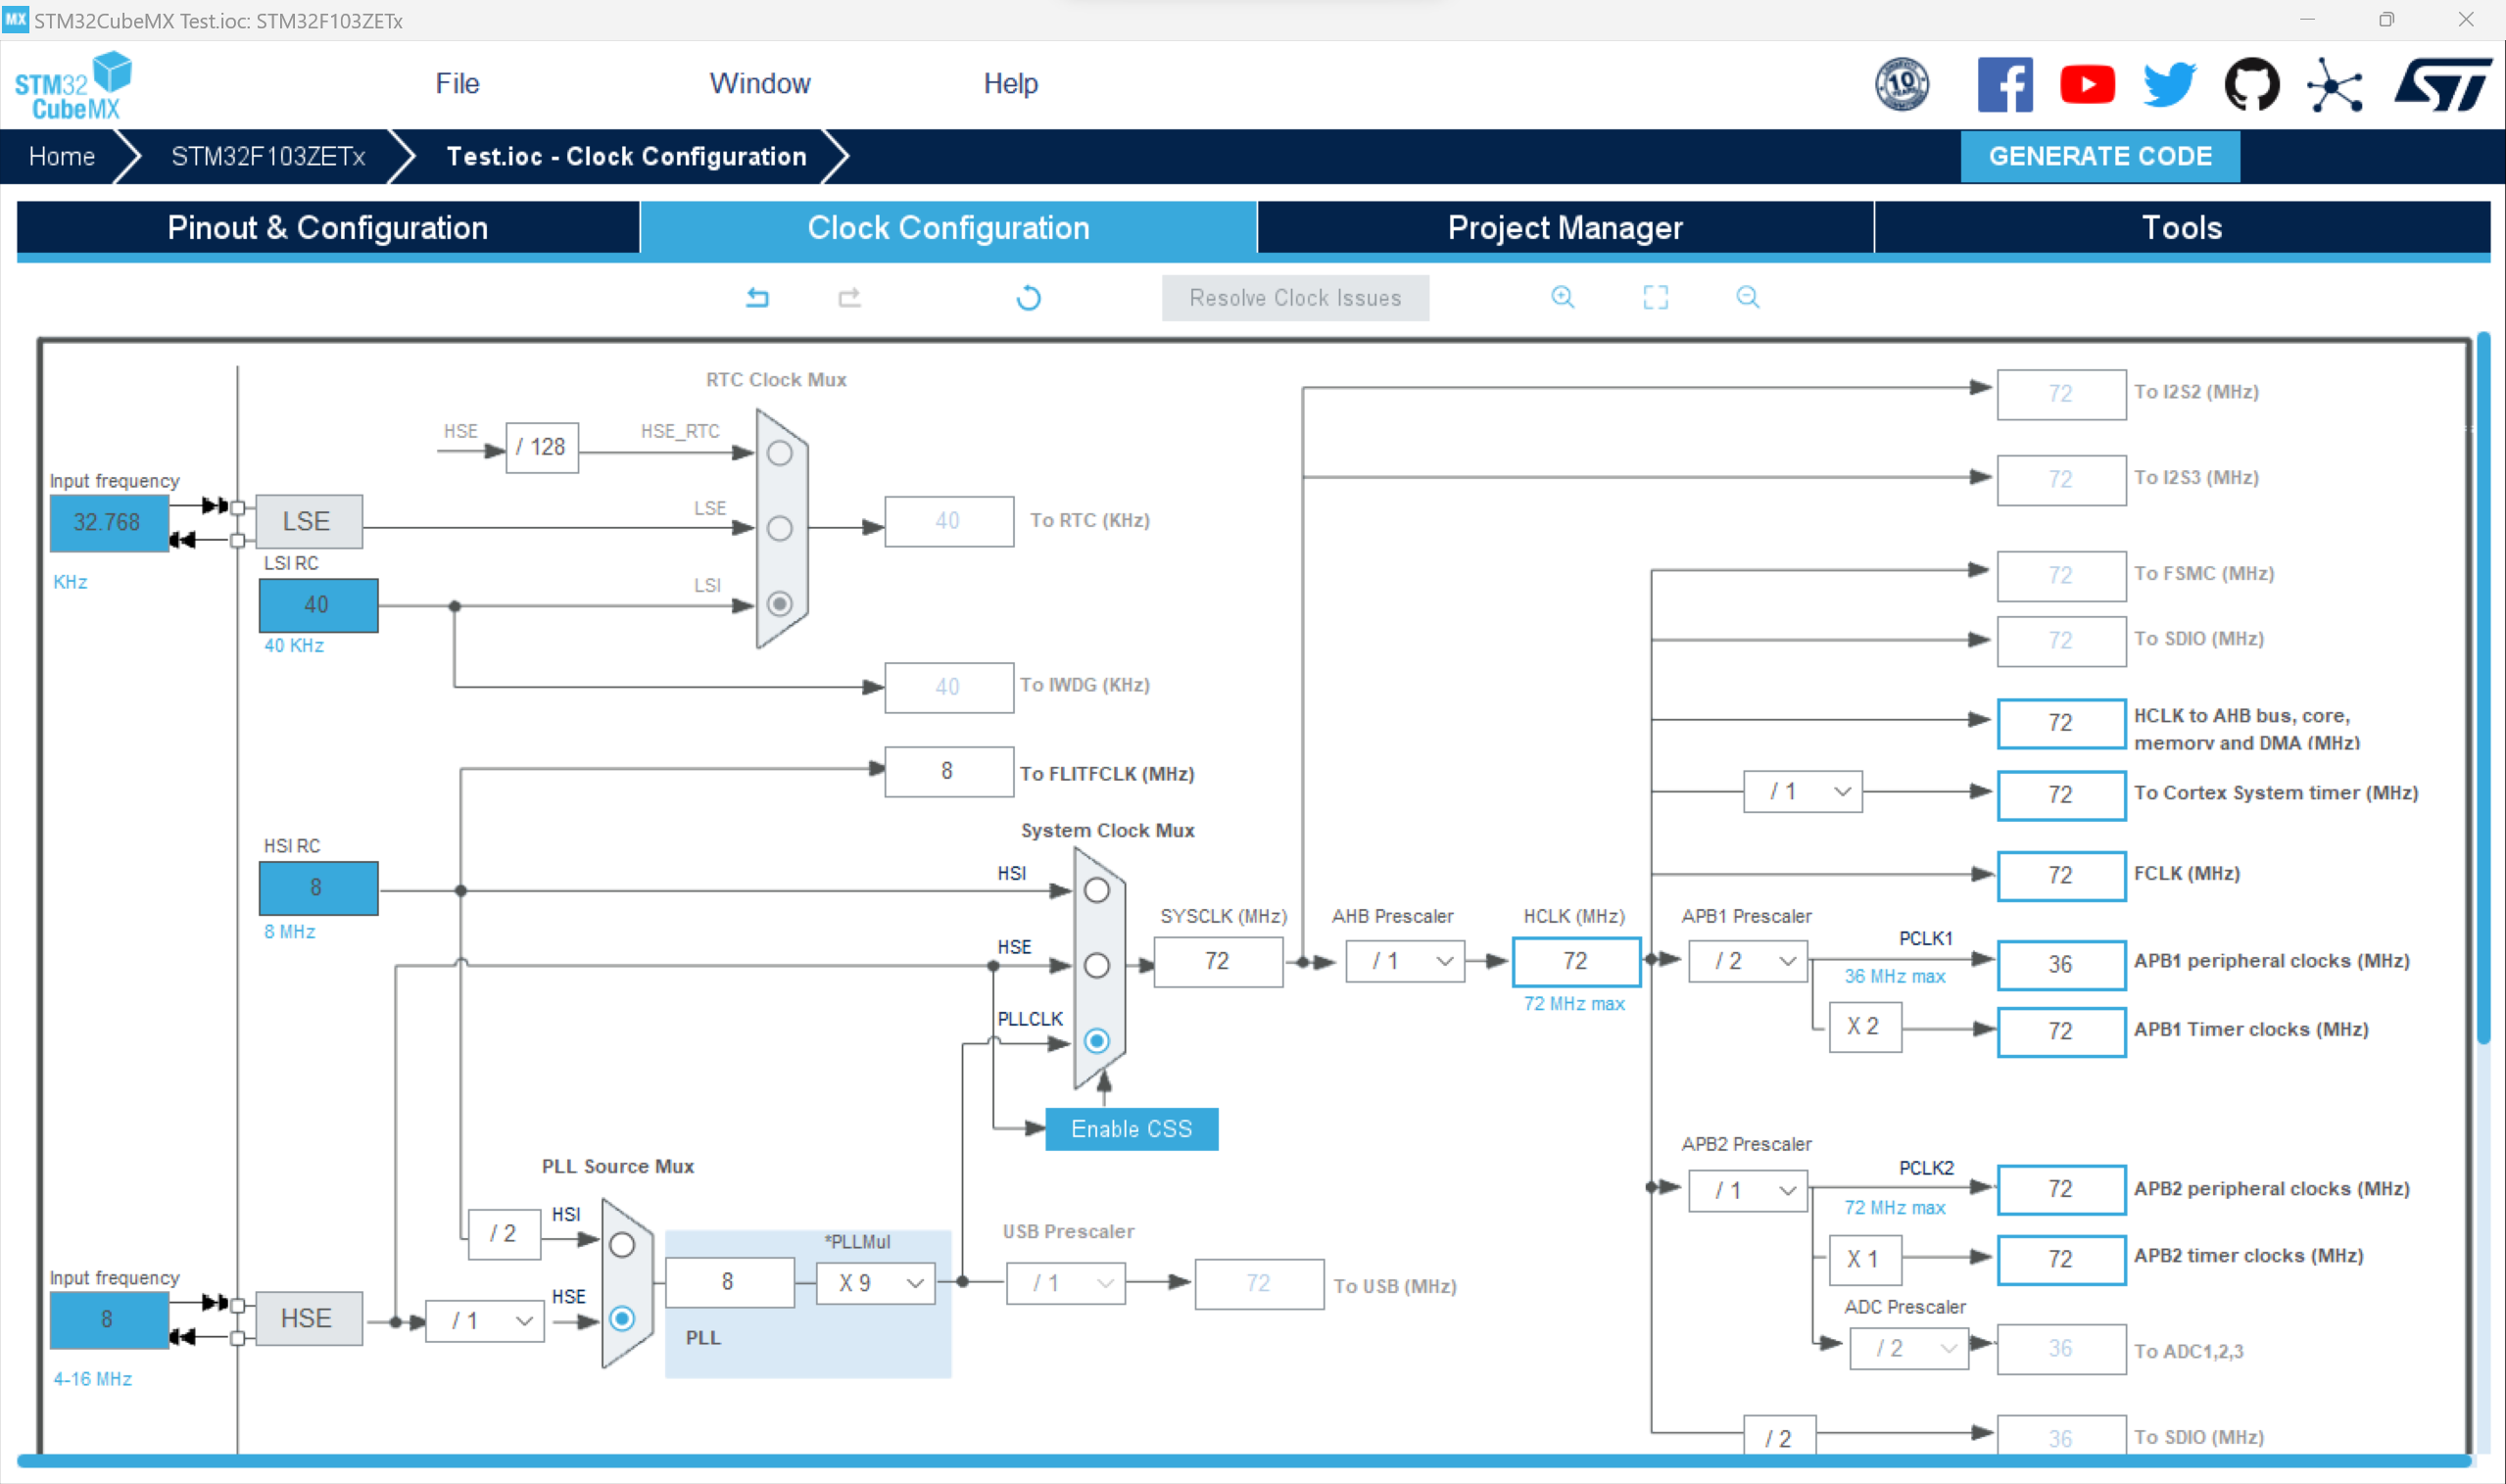 MX STM32CubeMX Test.ioc: STM32F103ZETx
STM32
CubeMX
File
Window
Help
10
YEARS
ST
Home
STM32F103ZETx
Test.ioc - Clock Configuration
GENERATE CODE
Pinout & Configuration
Clock Configuration
Project Manager
Tools
Resolve Clock Issues
RTC Clock Mux
HSE
/ 128
HSE_RTC
72
To I2S2 (MHz)
72
To I2S3 (MHz)
Input frequency
32.768
KHz
LSE
LSE
40
To RTC (KHz)
LSI RC
40
40 KHz
LSI
40
To IWDG (KHz)
72
To FSMC (MHz)
72
To SDIO (MHz)
72
HCLK to AHB bus, core,
memory and DMA (MHz)
8
To FLITFCLK (MHz)
/ 1
72
To Cortex System timer (MHz)
System Clock Mux
HSI RC
8
8 MHz
HSI
72
FCLK (MHz)
HSE
SYSCLK (MHz)
72
AHB Prescaler
/ 1
HCLK (MHz)
72
72 MHz max
APB1 Prescaler
/ 2
PCLK1
36 MHz max
36
APB1 peripheral clocks (MHz)
PLLCLK
X 2
72
APB1 Timer clocks (MHz)
Enable CSS
PLL Source Mux
APB2 Prescaler
/ 1
PCLK2
72 MHz max
72
APB2 peripheral clocks (MHz)
/ 2
HSI
*PLLMul
8
X 9
PLL
USB Prescaler
/ 1
72
To USB (MHz)
X 1
72
APB2 timer clocks (MHz)
Input frequency
8
4-16 MHz
HSE
/ 1
HSE
ADC Prescaler
/ 2
36
To ADC1,2,3
/ 2
36
To SDIO (MHz)